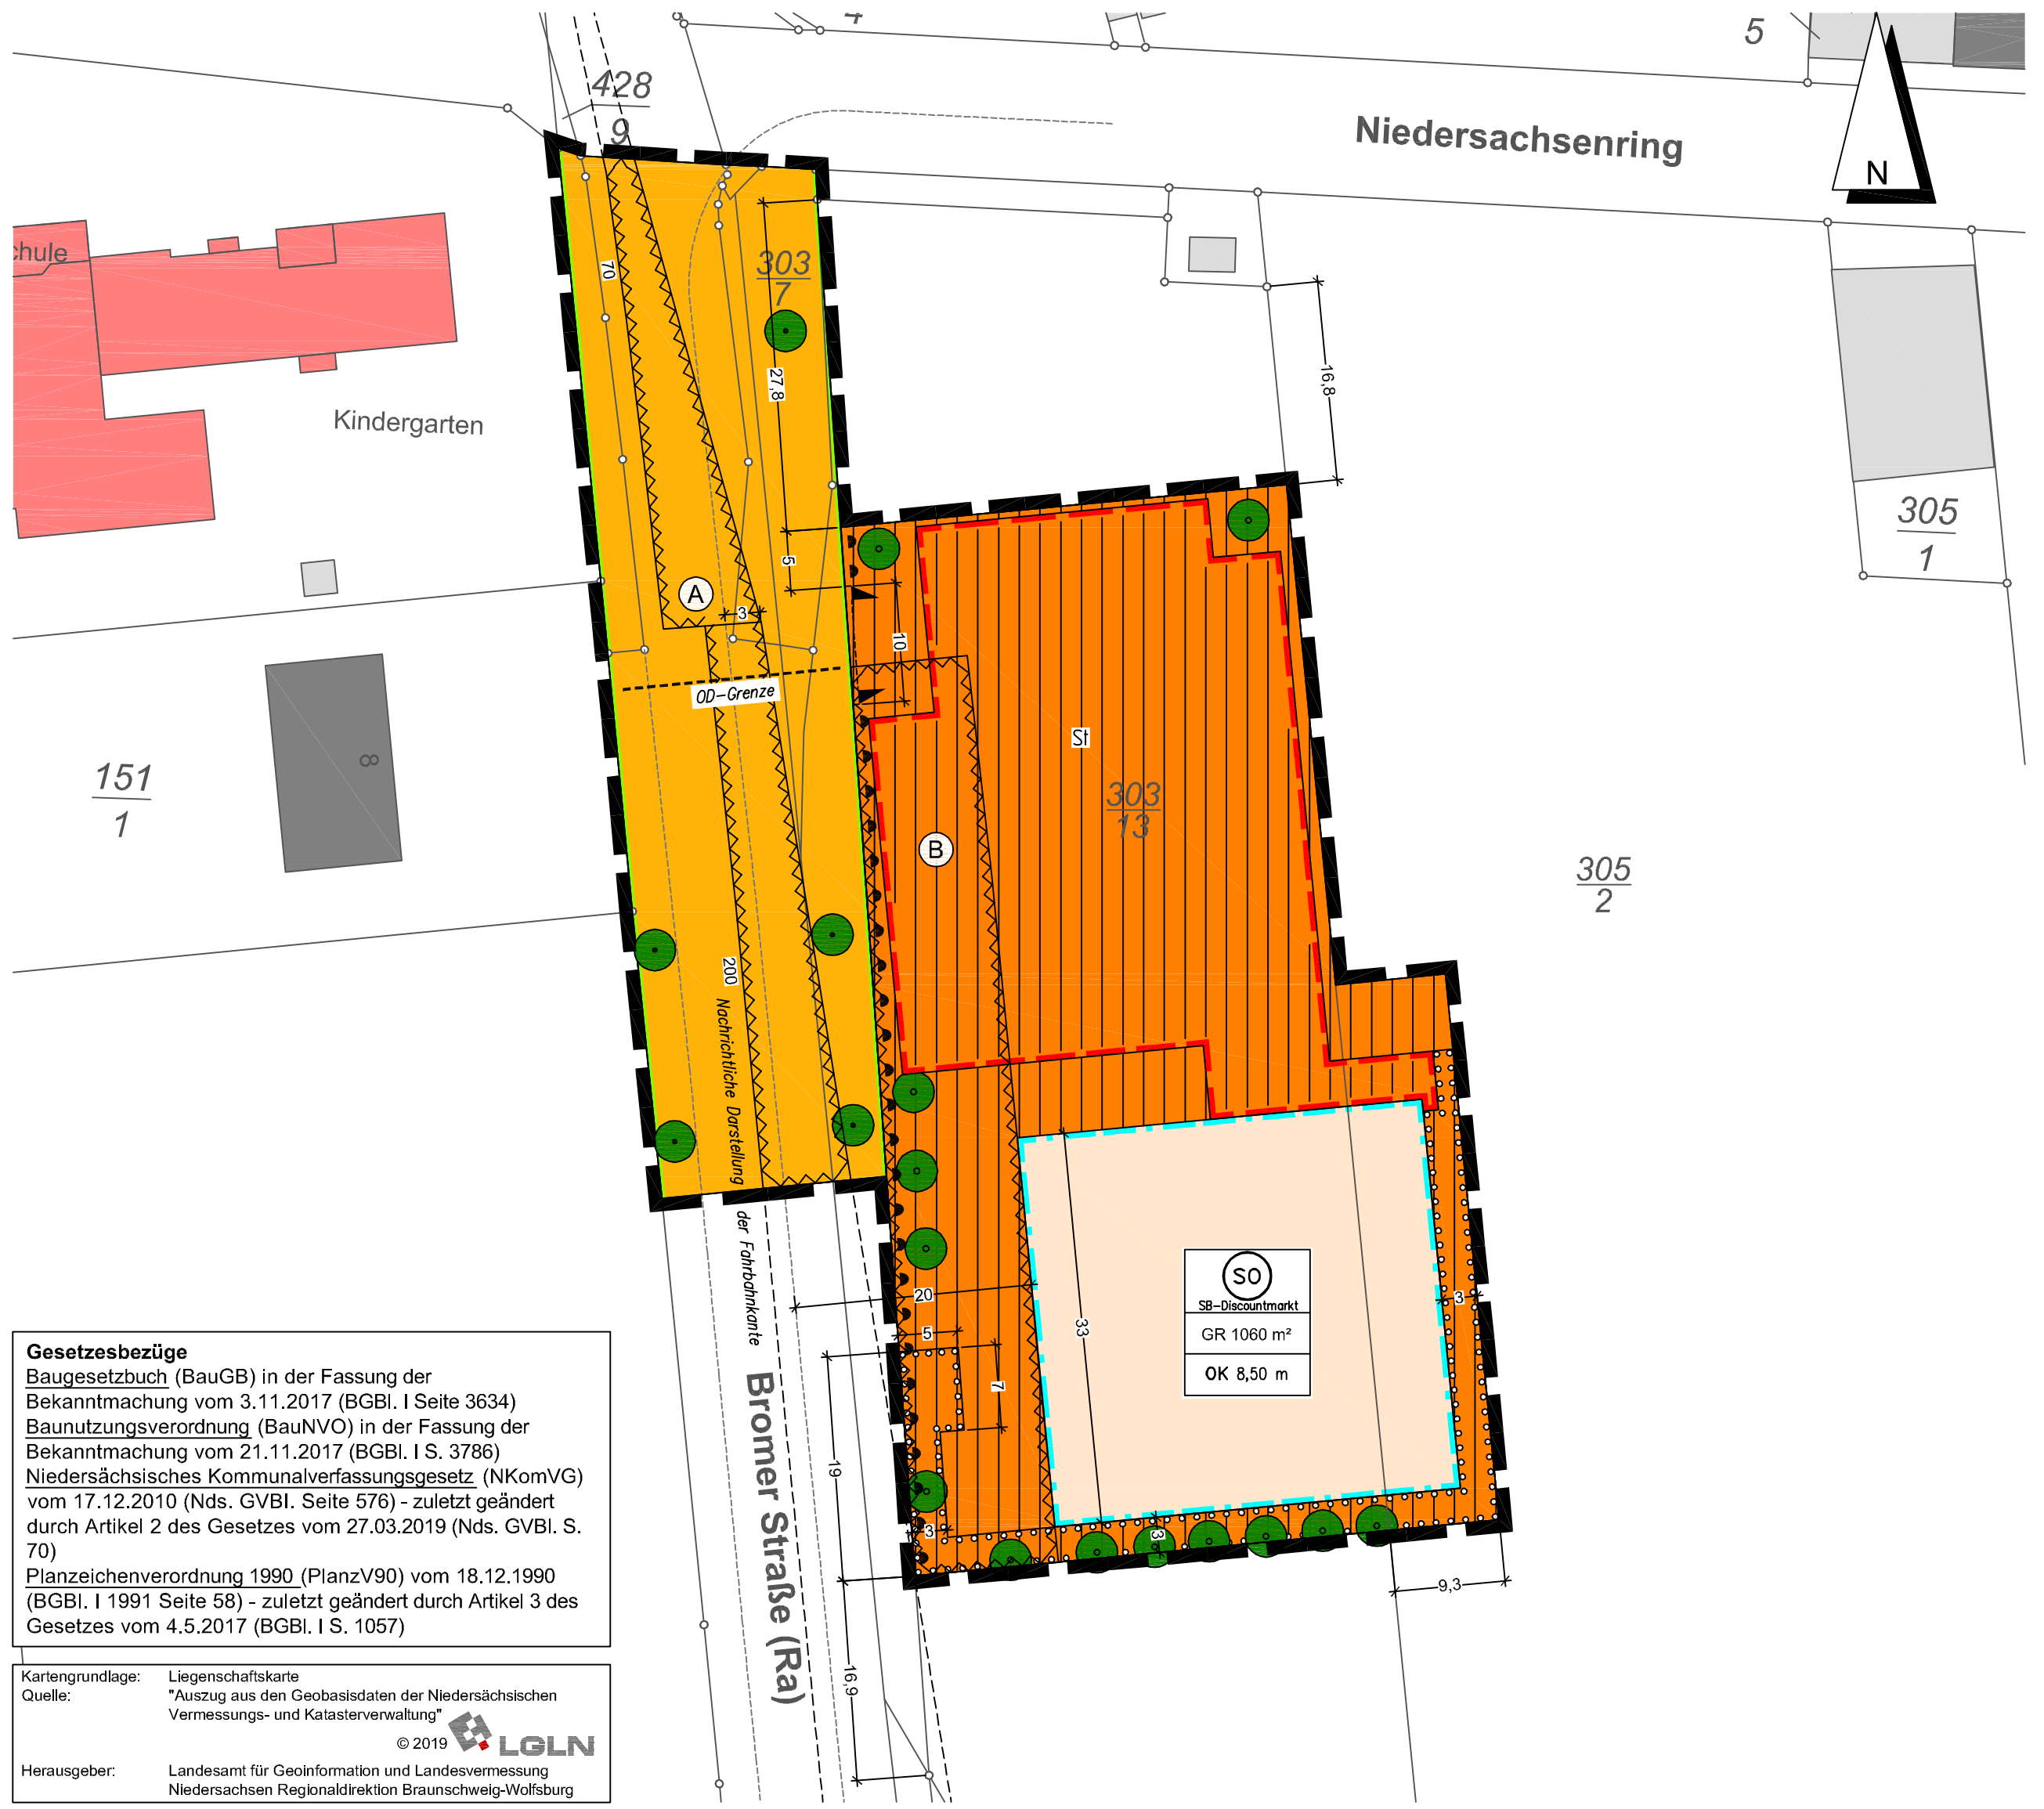 428
9
5
Niedersachsenring
N
303
7
70
27,8
16,8
Kindergarten
305
1
5
A
3
10
OD-Grenze
St
151
1
8
303
13
B
305
2
200
Nachrichtliche Darstellung
der Fahrbahnkante
SO
SB-Discountmarkt
GR 1060 m²
OK 8,50 m
20
5
33
3
7
19
3
3
9,3
16,9
Bromer Straße (Ra)
Gesetzesbezüge
Baugesetzbuch (BauGB) in der Fassung der
Bekanntmachung vom 3.11.2017 (BGBl. I Seite 3634)
Baunutzungsverordnung (BauNVO) in der Fassung der
Bekanntmachung vom 21.11.2017 (BGBl. I S. 3786)
Niedersächsisches Kommunalverfassungsgesetz (NKomVG)
vom 17.12.2010 (Nds. GVBl. Seite 576) - zuletzt geändert
durch Artikel 2 des Gesetzes vom 27.03.2019 (Nds. GVBl. S.
70)
Planzeichenverordnung 1990 (PlanzV90) vom 18.12.1990
(BGBl. I 1991 Seite 58) - zuletzt geändert durch Artikel 3 des
Gesetzes vom 4.5.2017 (BGBl. I S. 1057)
Kartengrundlage: Liegenschaftskarte
Quelle: "Auszug aus den Geobasisdaten der Niedersächsischen
Vermessungs- und Katasterverwaltung"
© 2019 LGLN
Herausgeber: Landesamt für Geoinformation und Landesvermessung
Niedersachsen Regionaldirektion Braunschweig-Wolfsburg